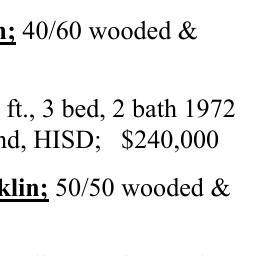 n; 40/60 wooded &
ft., 3 bed, 2 bath 1972
nd, HISD; $240,000
klin; 50/50 wooded &